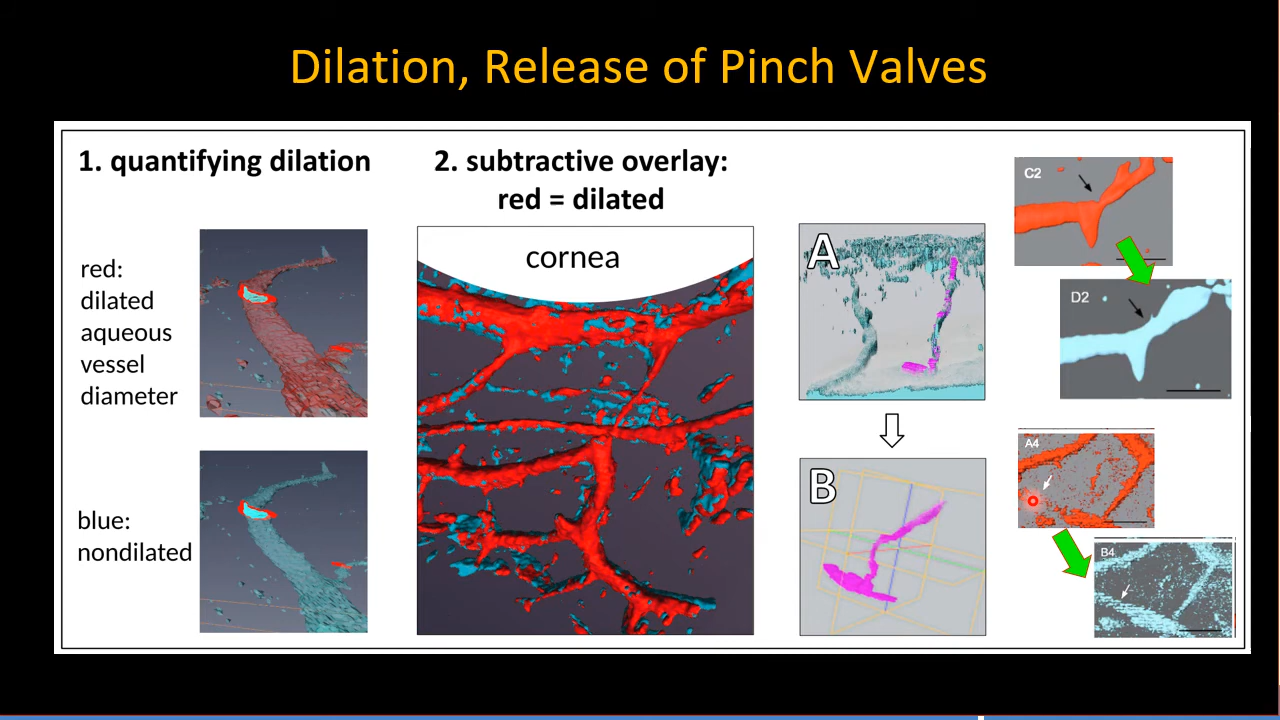 Dilation, Release of Pinch Valves
1. quantifying dilation
red:
dilated
aqueous
vessel
diameter
blue:
nondilated
2. subtractive overlay:
red = dilated
cornea
A
B
C2
D2
A4
B4